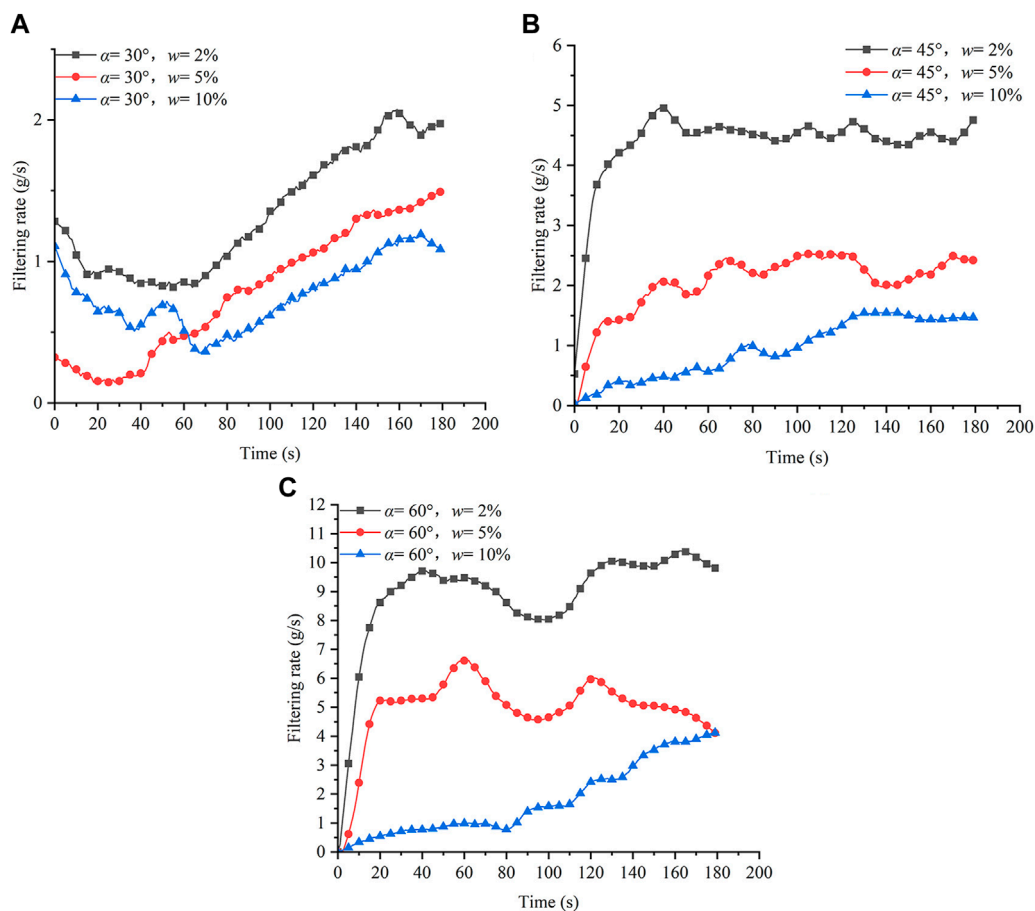 A
α= 30°, w= 2%
α= 30°, w= 5%
α= 30°, w= 10%
Filtering rate (g/s)
2
1
0
0 20 40 60 80 100 120 140 160 180 200
Time (s)
B
α= 45°, w= 2%
α= 45°, w= 5%
α= 45°, w= 10%
Filtering rate (g/s)
6
5
4
3
2
1
0
0 20 40 60 80 100 120 140 160 180 200
Time (s)
C
α= 60°, w= 2%
α= 60°, w= 5%
α= 60°, w= 10%
Filtering rate (g/s)
12
11
10
9
8
7
6
5
4
3
2
1
0
0 20 40 60 80 100 120 140 160 180 200
Time (s)